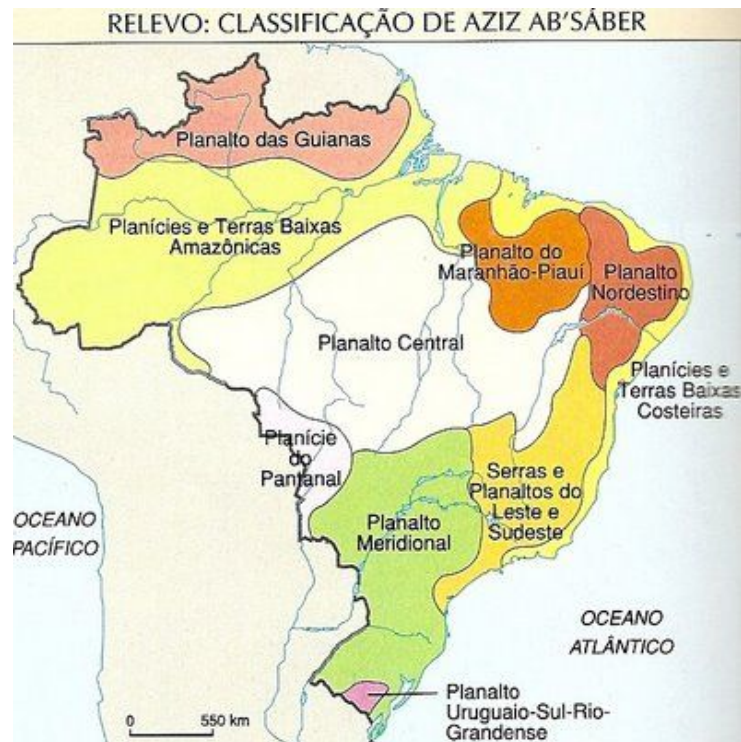 RELEVO: CLASSIFICAÇÃO DE AZIZ AB'SÁBER
Planalto das Guianas
Planícies e Terras Baixas
Amazônicas
Planalto do
Maranhão-Piauí
Planalto
Nordestino
Planalto Central
Planícies e
Terras Baixas
Costeiras
Planície
do
Pantanal
Serras e
Planaltos do
Leste e
Sudeste
Planalto
Meridional
OCEANO
PACÍFICO
OCEANO
ATLÂNTICO
Planalto
Uruguaio-Sul-Rio-
Grandense
0 550 km